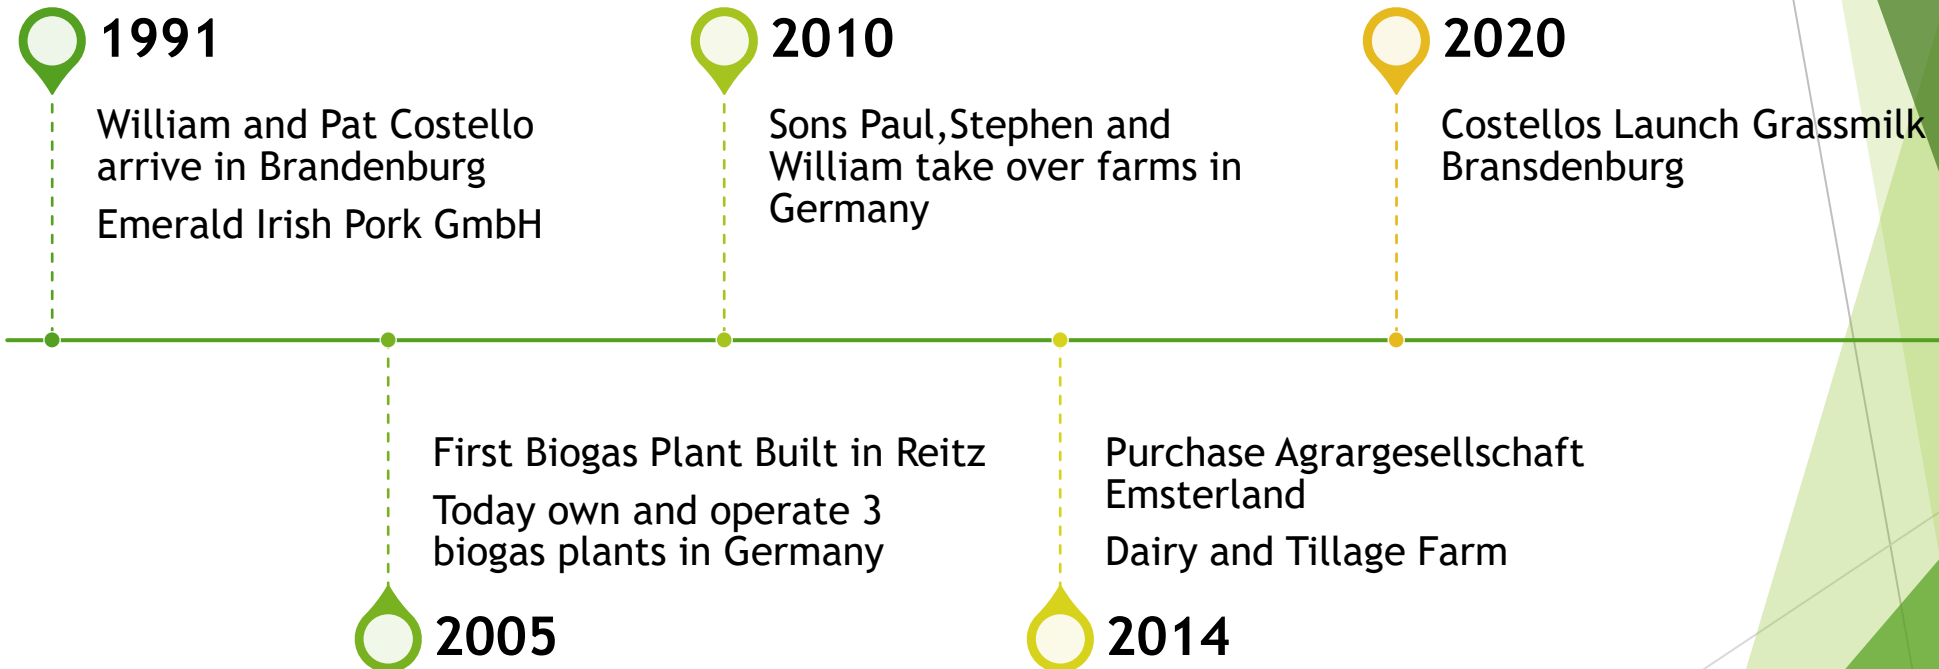 1991
William and Pat Costello
arrive in Brandenburg
Emerald Irish Pork GmbH
2005
First Biogas Plant Built in Reitz
Today own and operate 3
biogas plants in Germany
2010
Sons Paul,Stephen and
William take over farms in
Germany
2014
Purchase Agrargesellschaft
Emsterland
Dairy and Tillage Farm
2020
Costellos Launch Grassmilk
Bransdenburg